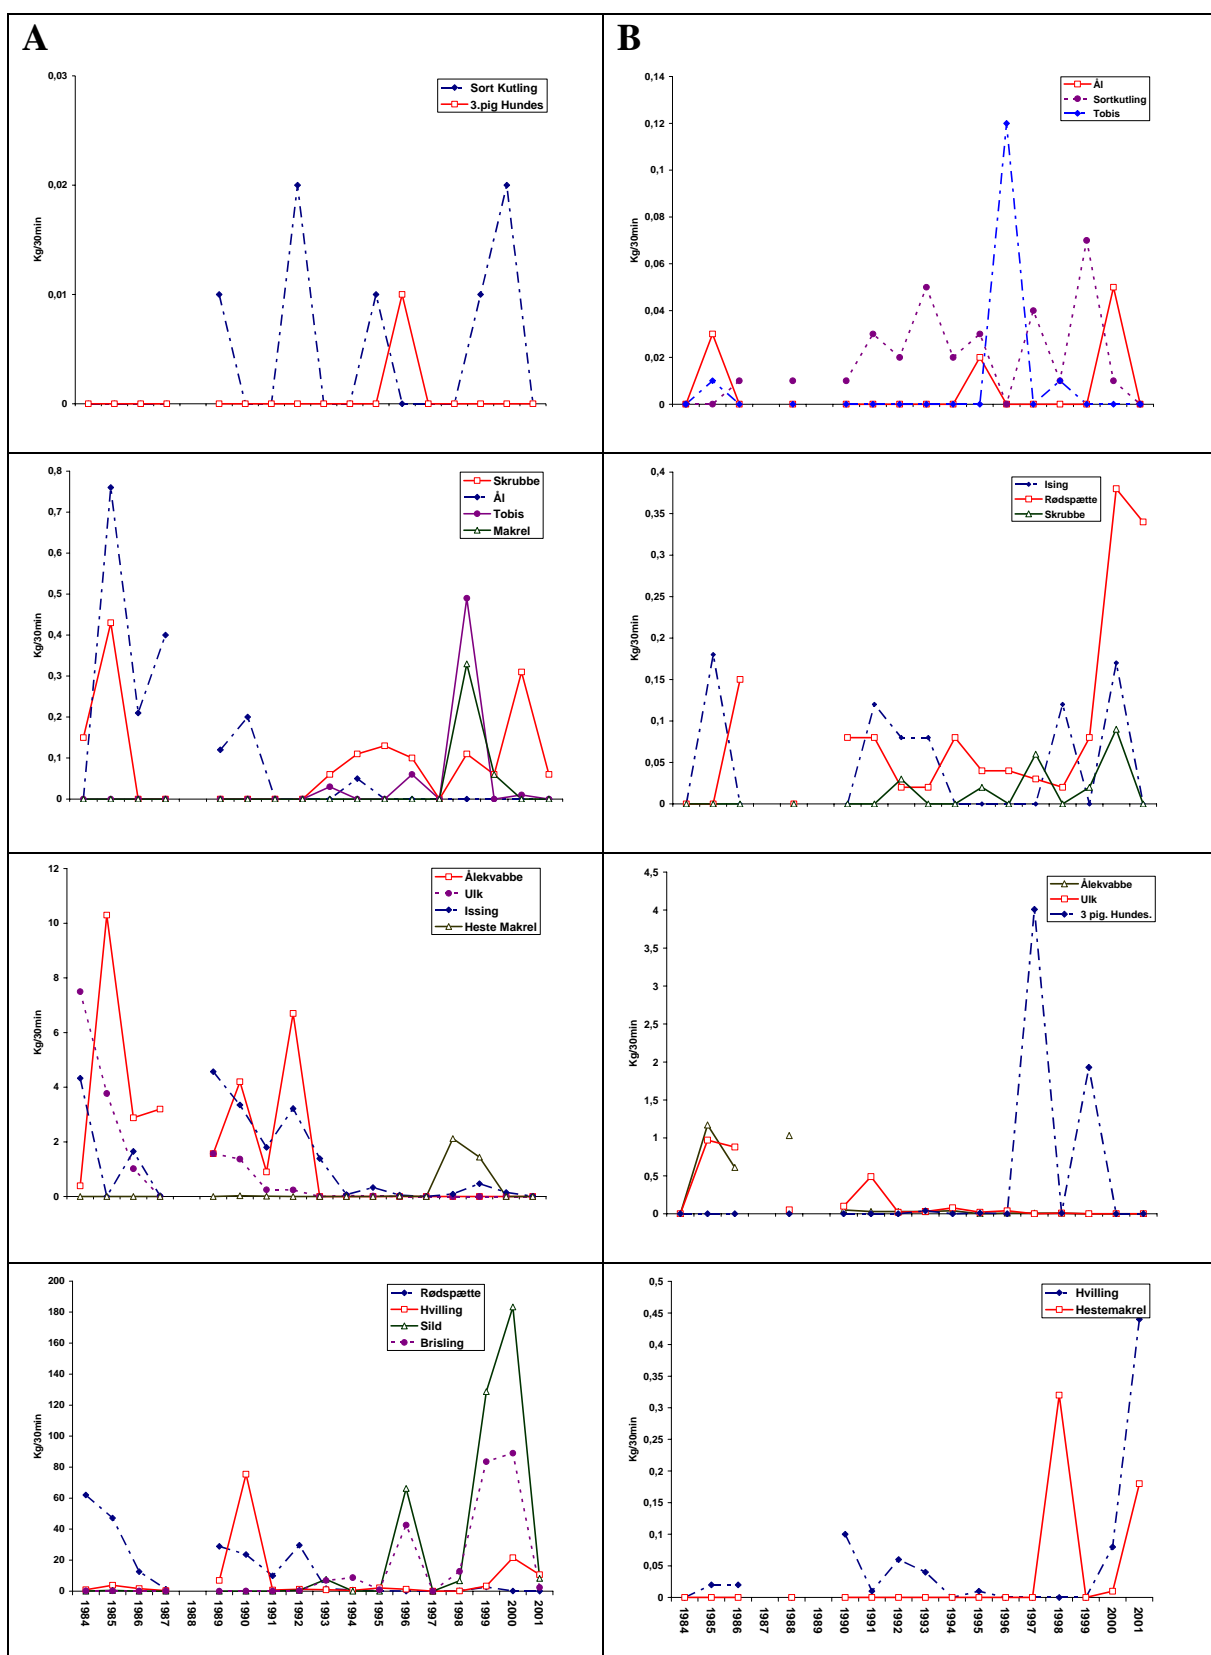 A
0,03
0,02
0,01
0
Kg/30min
Sort Kutling
3.pig Hundes
B
0,14
0,12
0,1
0,08
0,06
0,04
0,02
0
Kg/30min
Ål
Sortkutling
Tobis
0,8
0,7
0,6
0,5
0,4
0,3
0,2
0,1
0
Kg/30min
Skrubbe
Ål
Tobis
Makrel
0,4
0,35
0,3
0,25
0,2
0,15
0,1
0,05
0
Kg/30min
Ising
Rødspætte
Skrubbe
12
10
8
6
4
2
0
Kg/30min
Ålekvabbe
Ulk
Issing
Heste Makrel
4,5
4
3,5
3
2,5
2
1,5
1
0,5
0
Kg/30min
Ålekvabbe
Ulk
3 pig. Hundes.
200
180
160
140
120
100
80
60
40
20
0
Kg/30min
Rødspætte
Hvilling
Sild
Brisling
1984
1985
1986
1987
1989
1990
1991
1992
1993
1994
1995
1996
1997
1998
1999
2000
2001
0,5
0,45
0,4
0,35
0,3
0,25
0,2
0,15
0,1
0,05
0
Kg/30min
Hvilling
Hestemakrel
1984
1985
1986
1987
1988
1989
1990
1991
1992
1993
1994
1995
1996
1997
1998
1999
2000
2001